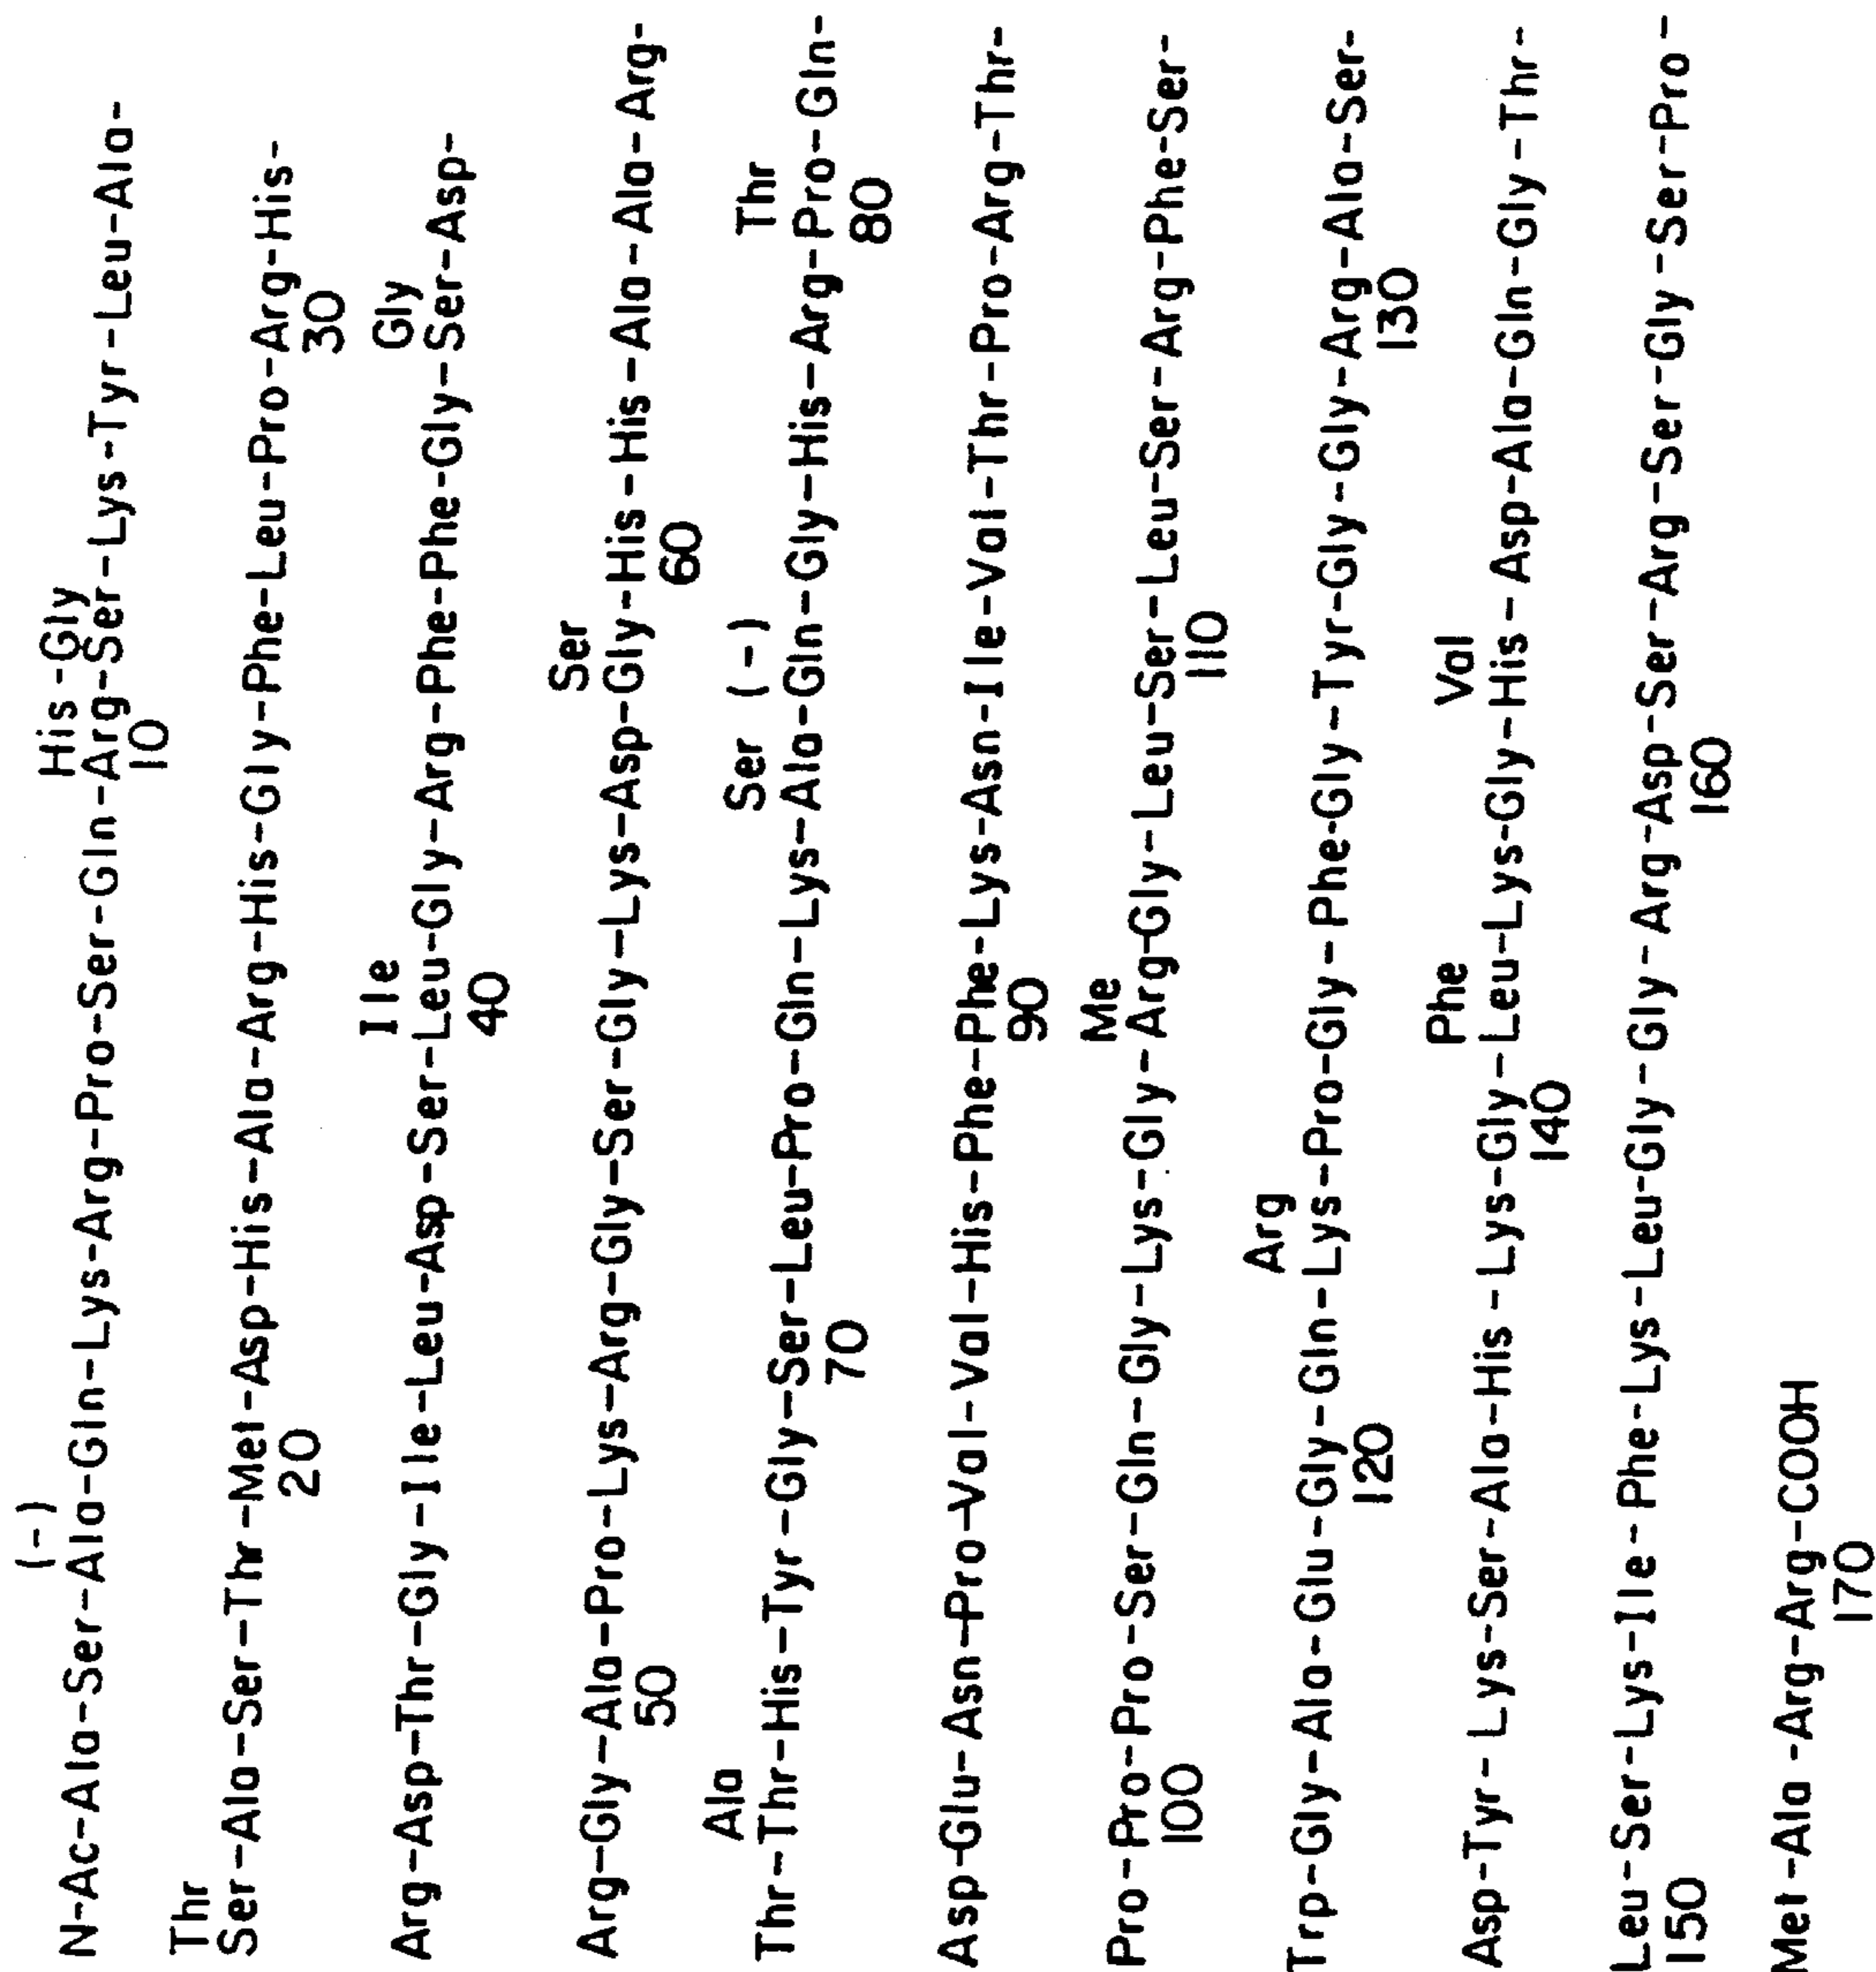 (-) His-Gly
N-Ac-Ala-Ser-Ala-Gln-Lys-Arg-Pro-Ser-Gln-Arg-Ser-Lys-Tyr-Leu-Ala-
10
Thr
Ser-Ala-Ser-Thr-Met-Asp-His-Ala-Arg-His-Gly-Phe-Leu-Pro-Arg-His-
20 30
Ile Gly
Arg-Asp-Thr-Gly-Ile-Leu-Asp-Ser-Leu-Gly-Arg-Phe-Phe-Gly-Ser-Asp-
40
Ser
Arg-Gly-Ala-Pro-Lys-Arg-Gly-Ser-Gly-Lys-Asp-Gly-His-His-Ala-Ala-Arg-
50 60
Ala Ser (-) Thr
Thr-Thr-His-Tyr-Gly-Ser-Leu-Pro-Gln-Lys-Ala-Gln-Gly-His-Arg-Pro-Gln-
70 80
Asp-Glu-Asn-Pro-Val-Val-His-Phe-Phe-Lys-Asn-Ile-Val-Thr-Pro-Arg-Thr-
90
Me
Pro-Pro-Pro-Ser-Gln-Gly-Lys-Gly-Arg-Gly-Leu-Ser-Leu-Ser-Arg-Phe-Ser-
100 110
Arg
Trp-Gly-Ala-Glu-Gly-Gln-Lys-Pro-Gly-Phe-Gly-Tyr-Gly-Gly-Arg-Ala-Ser-
120 130
Phe Val
Asp-Tyr-Lys-Ser-Ala-His-Lys-Gly-Leu-Lys-Gly-His-Asp-Ala-Gln-Gly-Thr-
140
Leu-Ser-Lys-Ile-Phe-Lys-Leu-Gly-Gly-Arg-Asp-Ser-Arg-Ser-Gly-Ser-Pro-
150 160
Met-Ala-Arg-Arg-COOH
170